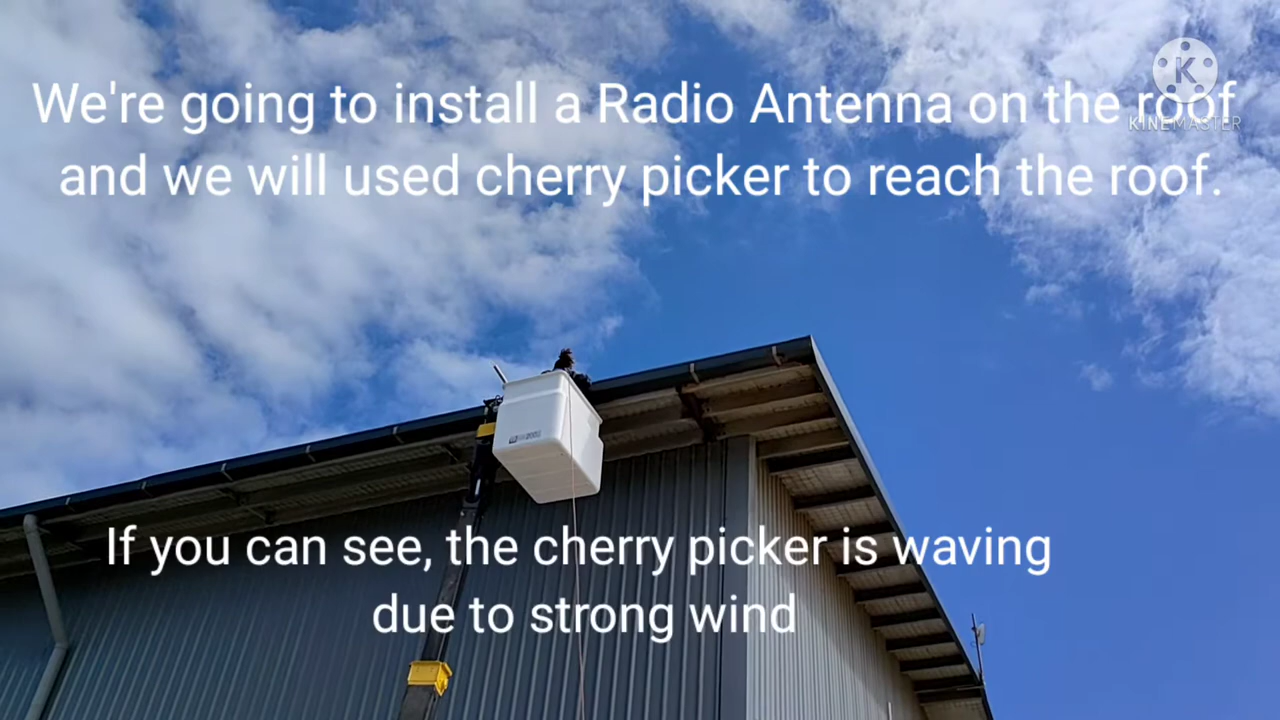 We're going to install a Radio Antenna on the roof
and we will used cherry picker to reach the roof.
K
KINEMASTER
If you can see, the cherry picker is waving
due to strong wind